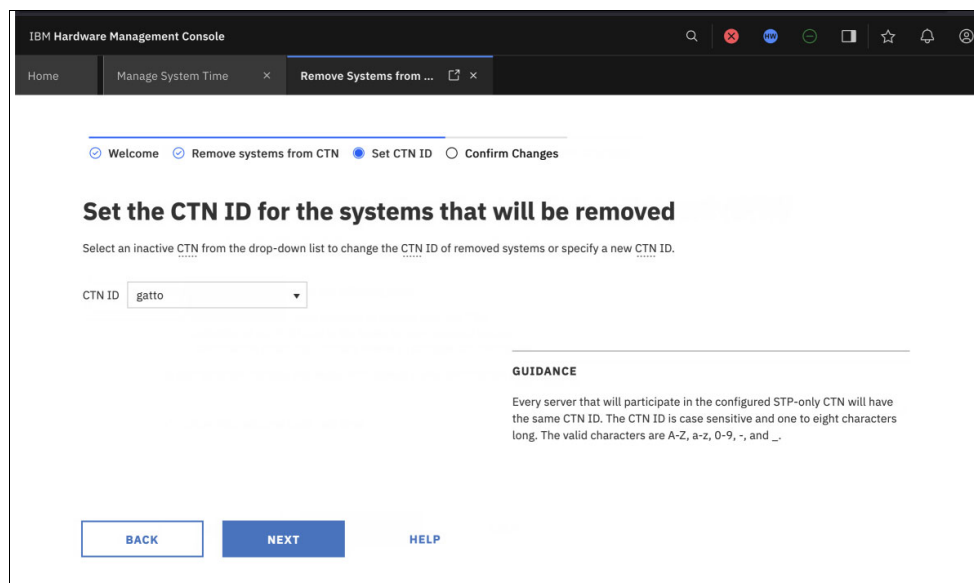 IBM Hardware Management Console
HW
Home
Manage System Time
Remove Systems from ...
Welcome
Remove systems from CTN
Set CTN ID
Confirm Changes
Set the CTN ID for the systems that will be removed
Select an inactive CTN from the drop-down list to change the CTN ID of removed systems or specify a new CTN ID.
CTN ID gatto
GUIDANCE
Every server that will participate in the configured STP-only CTN will have
the same CTN ID. The CTN ID is case sensitive and one to eight characters
long. The valid characters are A-Z, a-z, 0-9, -, and _.
BACK
NEXT
HELP